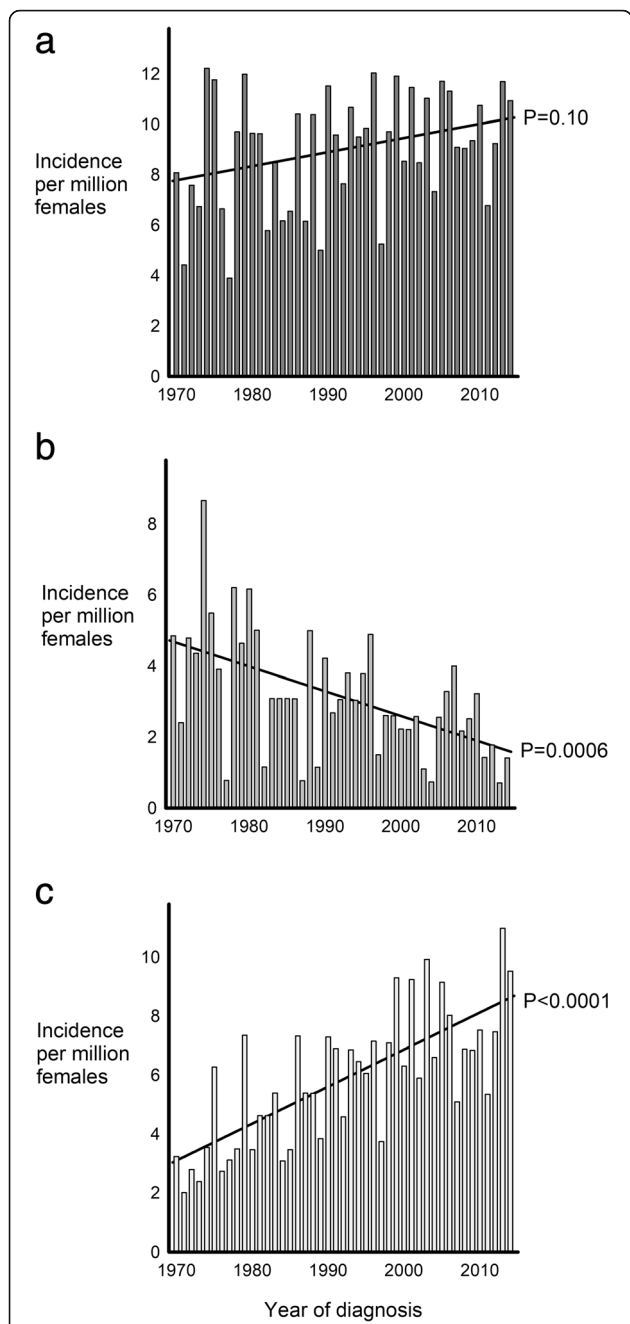 a
12
10
P=0.10
Incidence
per million
females
8
6
4
2
0
1970 1980 1990 2000 2010
b
8
Incidence
per million
females
6
4
2
P=0.0006
0
1970 1980 1990 2000 2010
c
10
P<0.0001
Incidence
per million
females
8
6
4
2
0
1970 1980 1990 2000 2010
Year of diagnosis